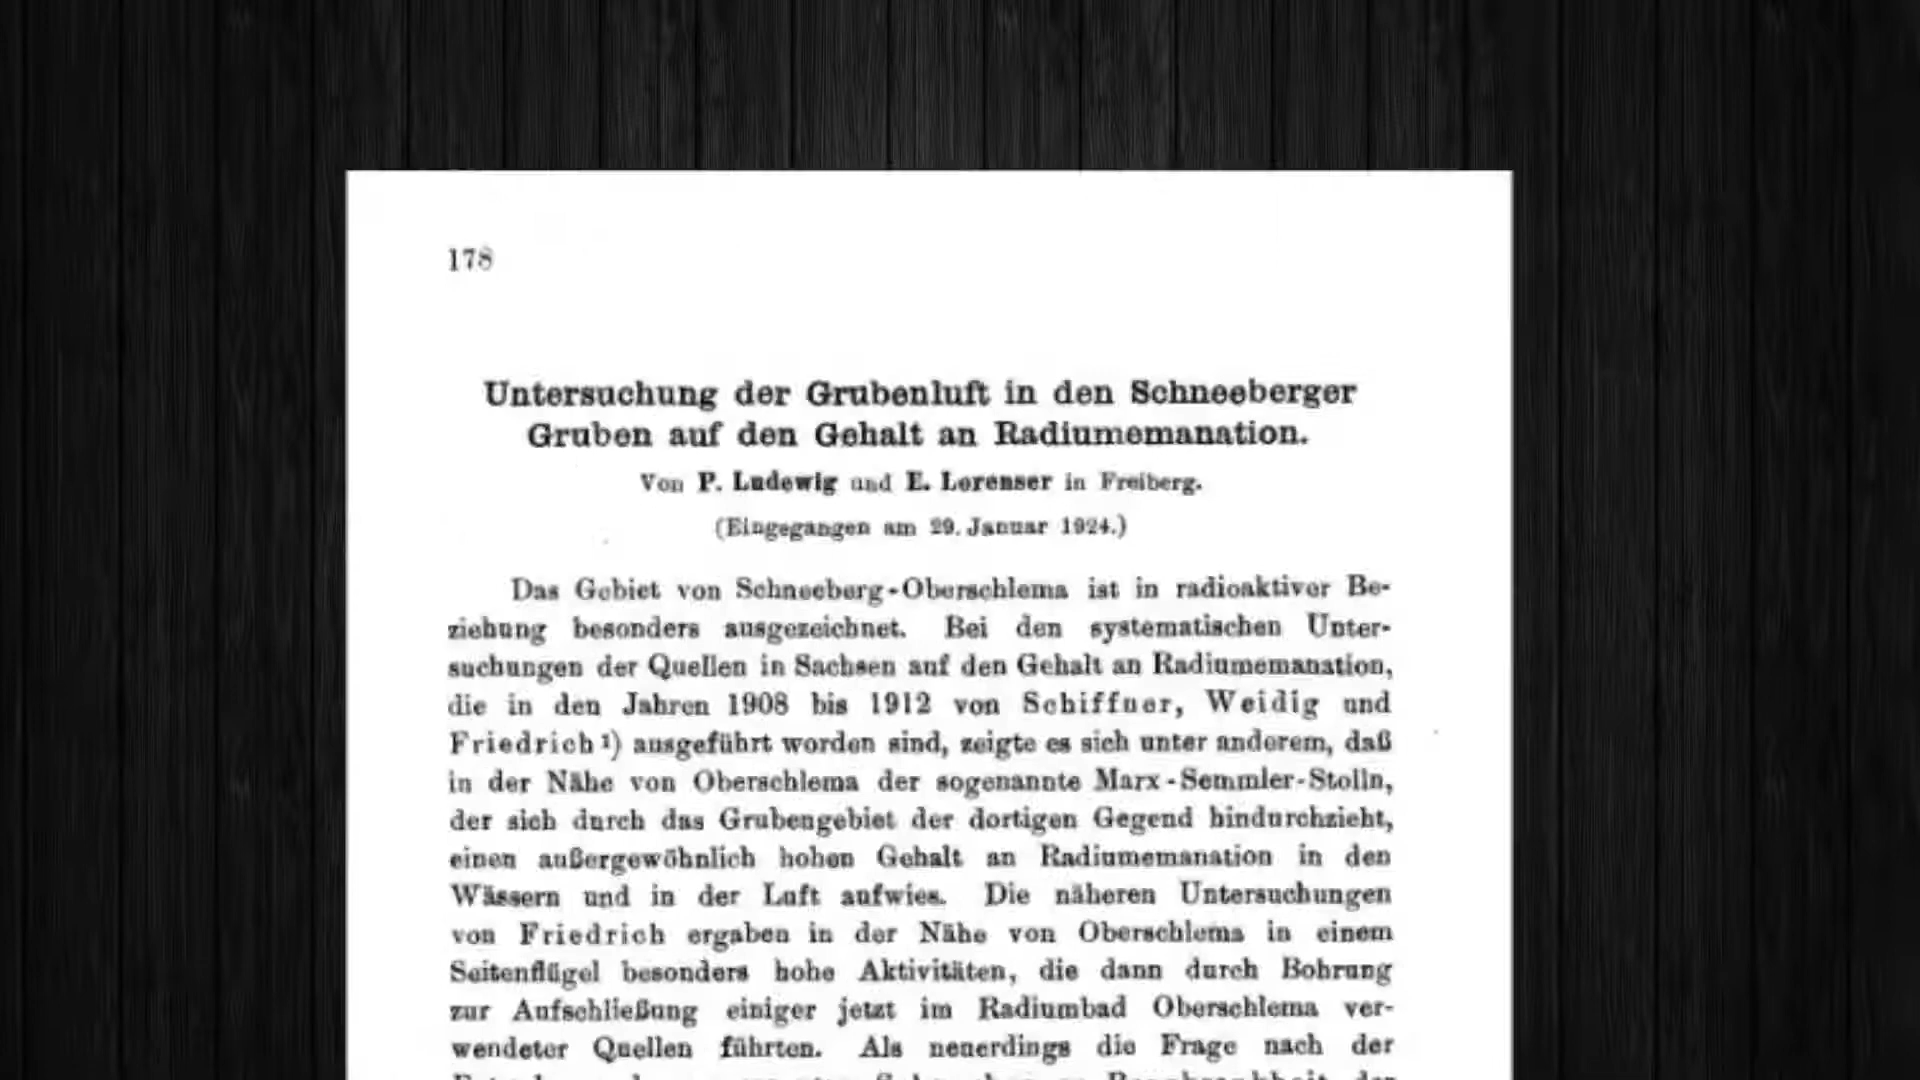 178
Untersuchung der Grubenluft in den Schneeberger
Gruben auf den Gehalt an Radiumemanation.
Von P. Ludewig und E. Lorenser in Freiberg.
(Eingegangen am 29. Januar 1924.)
Das Gebiet von Schneeberg-Oberschlema ist in radioaktiver Be-
ziehung besonders ausgezeichnet. Bei den systematischen Unter-
suchungen der Quellen in Sachsen auf den Gehalt an Radiumemanation,
die in den Jahren 1908 bis 1912 von Schiffner, Weidig und
Friedrich¹) ausgeführt worden sind, zeigte es sich unter anderem, daß
in der Nähe von Oberschlema der sogenannte Marx-Semmler-Stolln,
der sich durch das Grubengebiet der dortigen Gegend hindurchzieht,
einen außergewöhnlich hohen Gehalt an Radiumemanation in den
Wässern und in der Luft aufwies. Die näheren Untersuchungen
von Friedrich ergaben in der Nähe von Oberschlema in einem
Seitenflügel besonders hohe Aktivitäten, die dann durch Bohrung
zur Aufschließung einiger jetzt im Radiumbad Oberschlema ver-
wendeter Quellen führten. Als neuerdings die Frage nach der